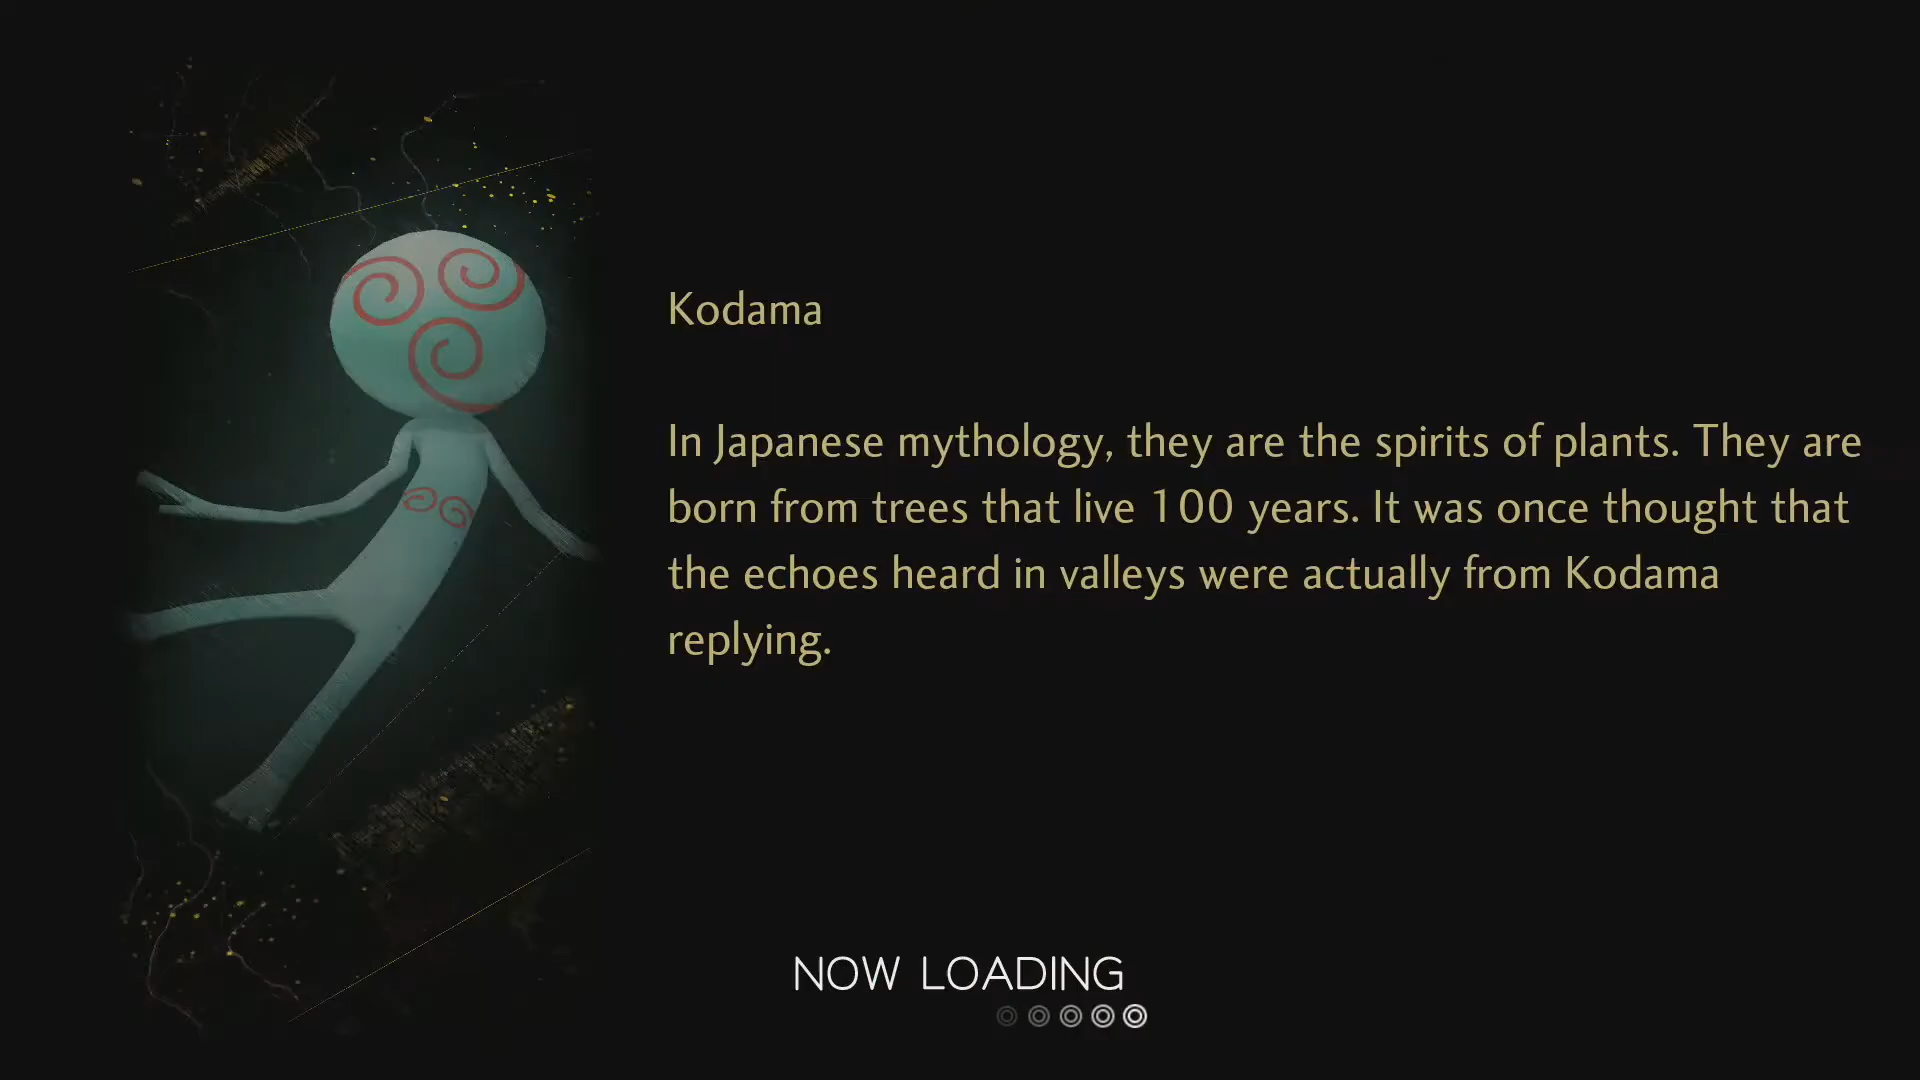 Kodama
In Japanese mythology, they are the spirits of plants. They are
born from trees that live 100 years. It was once thought that
the echoes heard in valleys were actually from Kodama
replying.
NOW LOADING